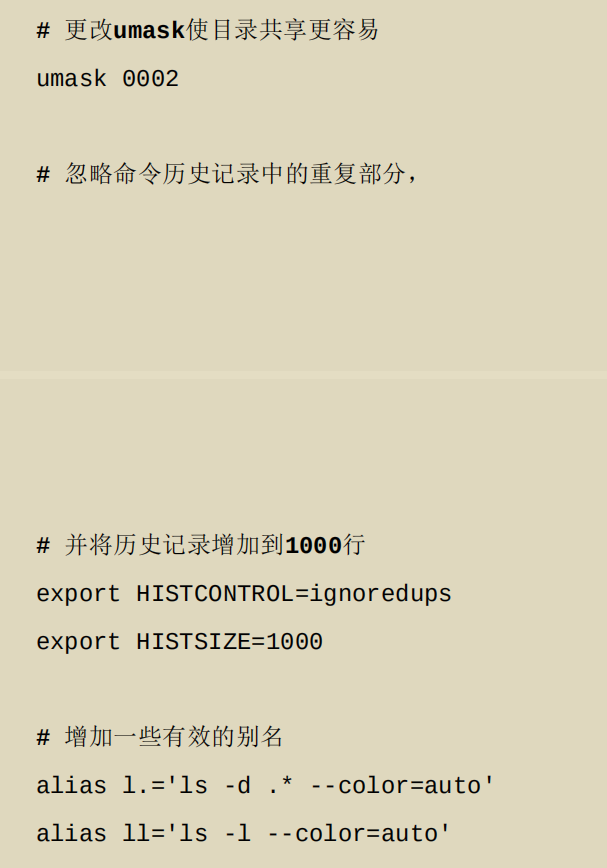 # 更改umask使目录共享更容易
umask 0002
# 忽略命令历史记录中的重复部分，
# 并将历史记录增加到1000行
export HISTCONTROL=ignoredups
export HISTSIZE=1000
# 增加一些有效的别名
alias l.='ls -d .* --color=auto'
alias ll='ls -l --color=auto'